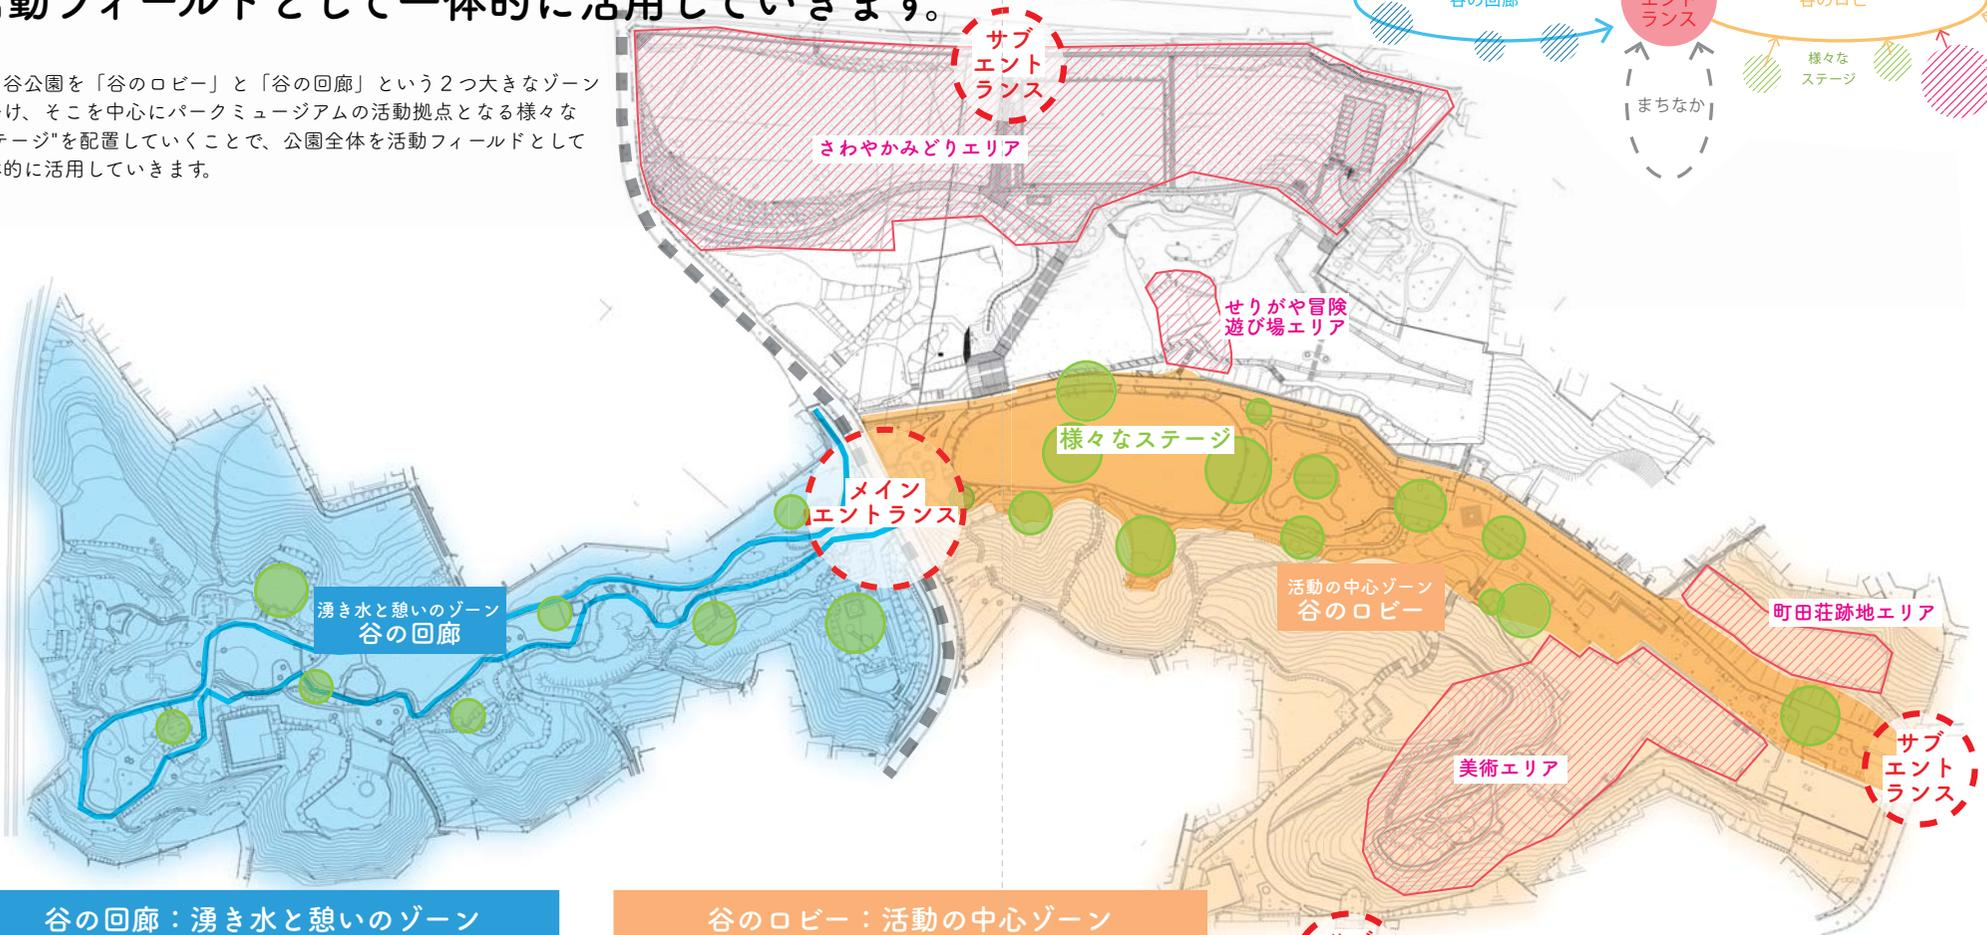 動フィールドとして一体的に活用していきます。
谷公園を「谷のロビー」と「谷の回廊」という２つ大きなゾーン
け、そこを中心にパークミュージアムの活動拠点となる様々な
テージ"を配置していくことで、公園全体を活動フィールドとして
的に活用していきます。
谷の回廊
エント
ランス
谷のロビー
様々な
ステージ
まちなか
サブ
エント
ランス
さわやかみどりエリア
せりがや冒険
遊び場エリア
様々なステージ
メイン
エントランス
湧き水と憩いのゾーン
谷の回廊
活動の中心ゾーン
谷のロビー
町田荘跡地エリア
美術エリア
サブ
エント
ランス
谷の回廊：湧き水と憩いのゾーン
谷のロビー：活動の中心ゾーン